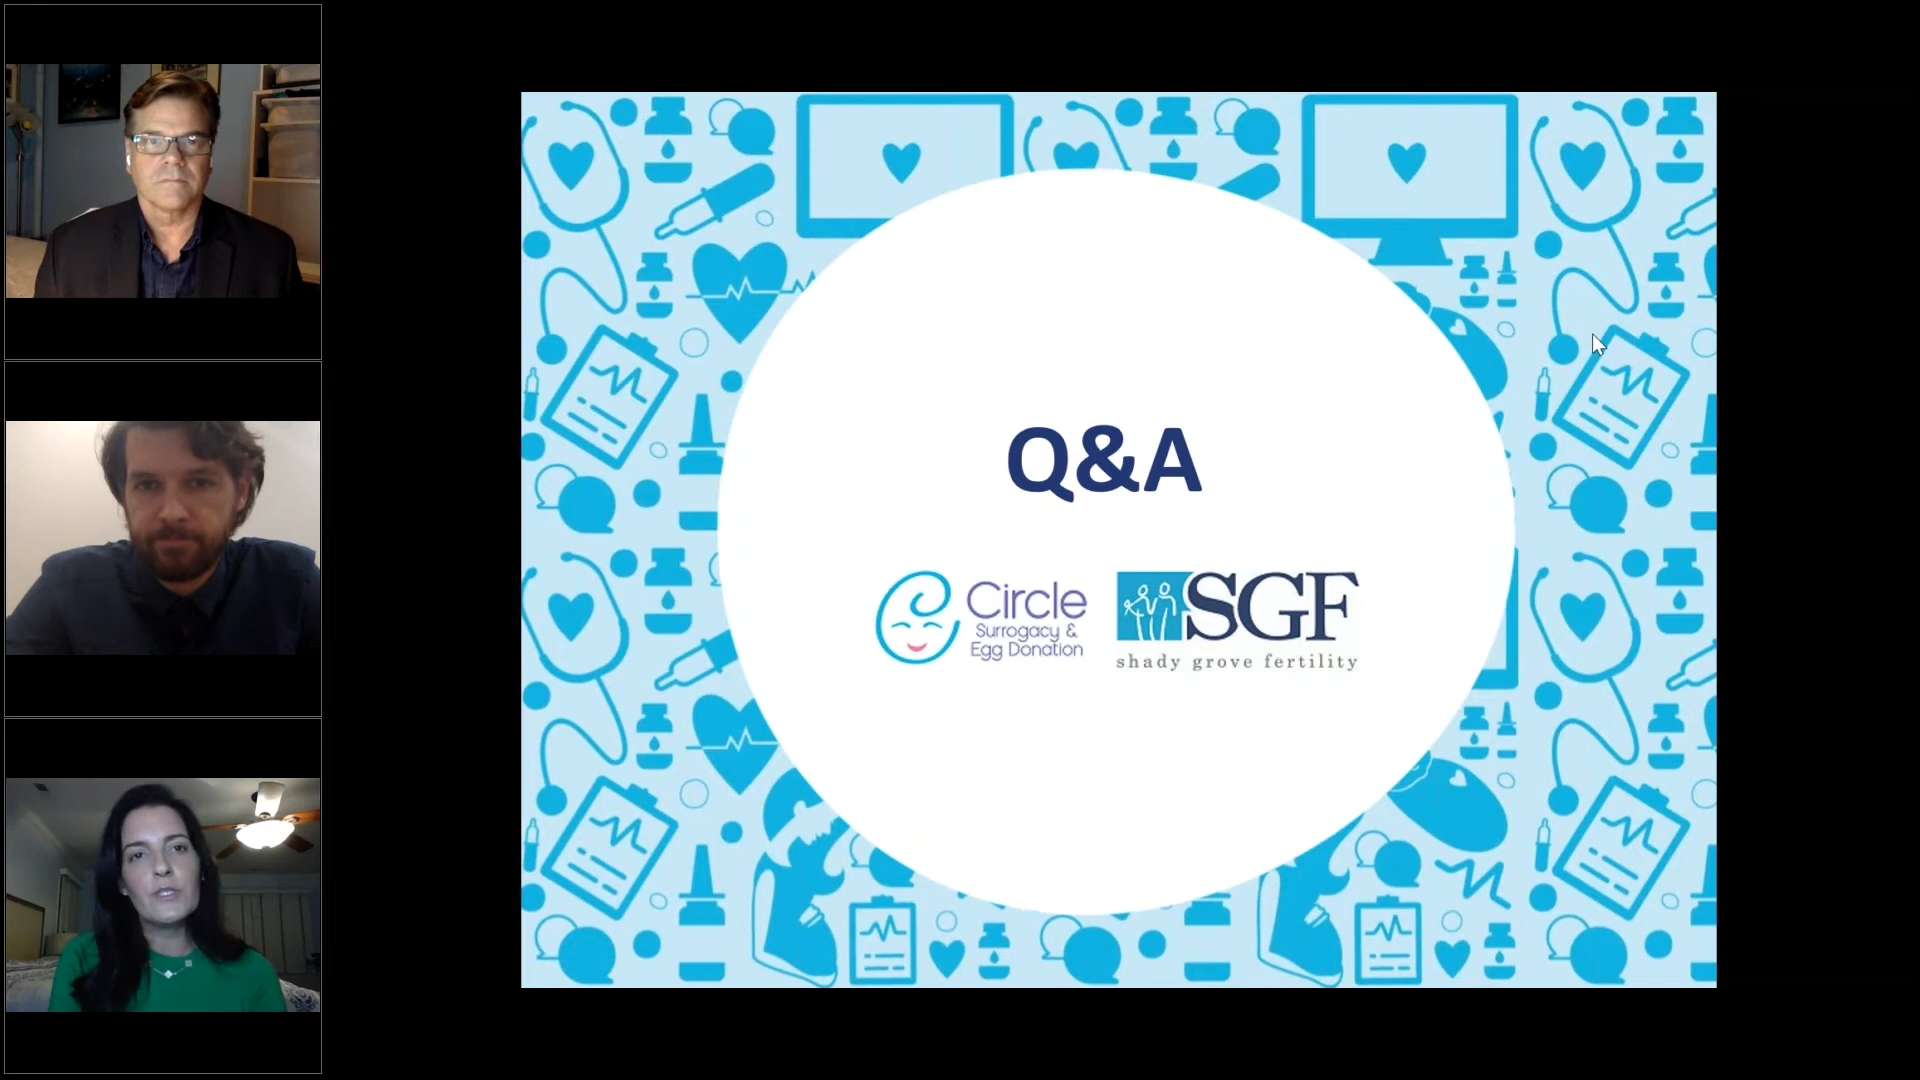 Q&A
Circle
Surrogacy &
Egg Donation
SGF
shady grove fertility